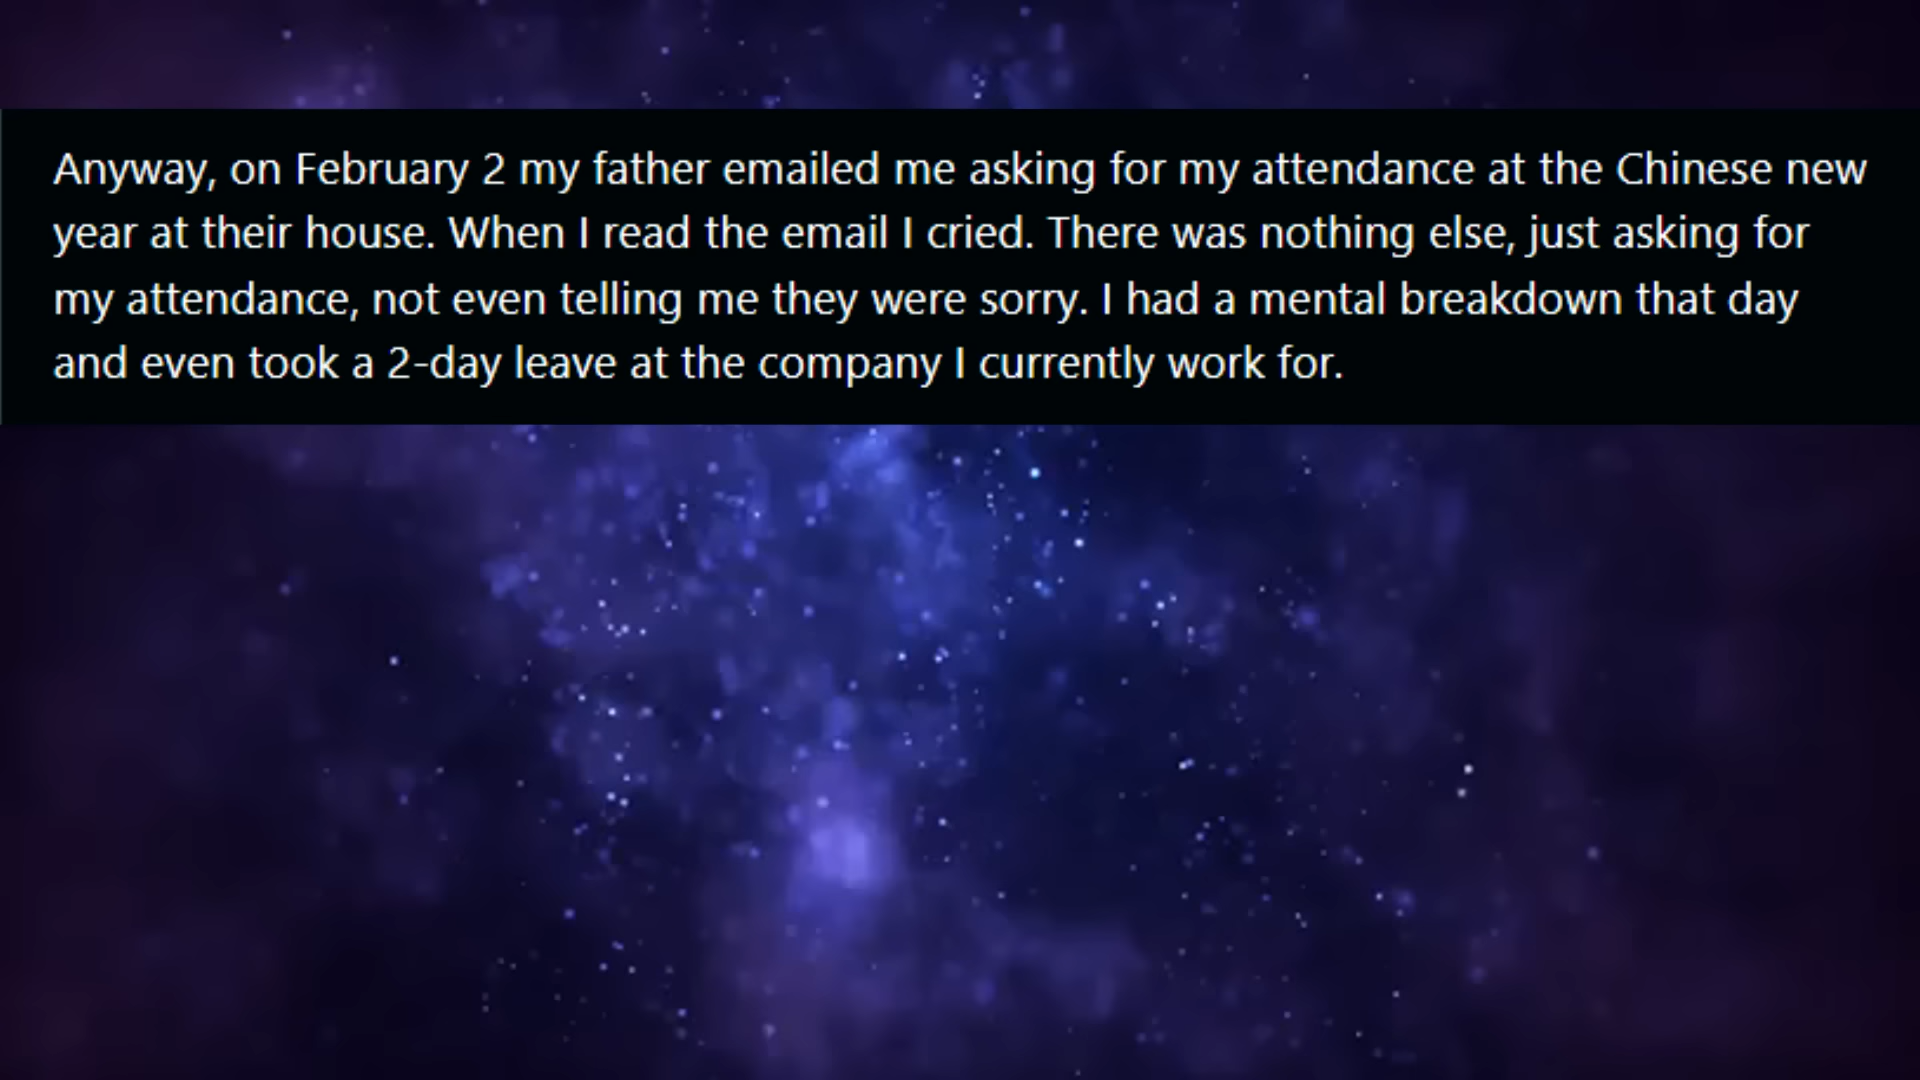 Anyway, on February 2 my father emailed me asking for my attendance at the Chinese new
year at their house. When I read the email I cried. There was nothing else, just asking for
my attendance, not even telling me they were sorry. I had a mental breakdown that day
and even took a 2-day leave at the company I currently work for.